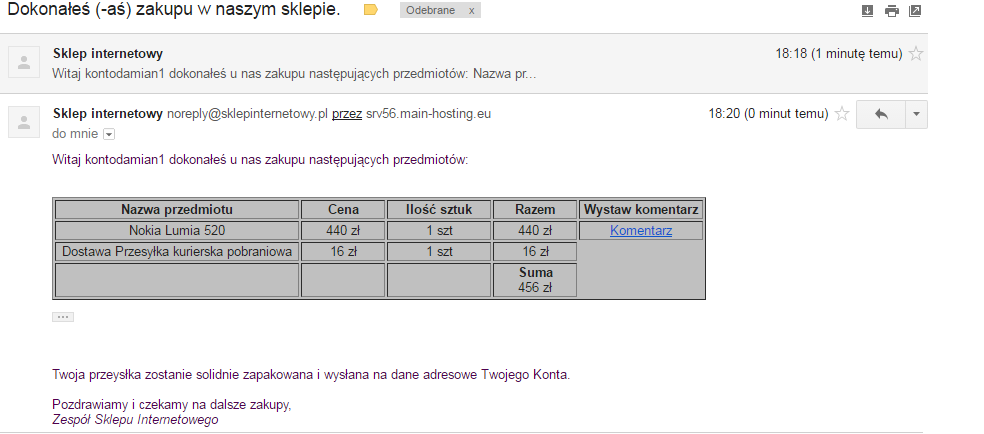 Dokonałeś (-aś) zakupu w naszym sklepie. Odebrane x
Sklep internetowy 18:18 (1 minutę temu)
Witaj kontodamian1 dokonałeś u nas zakupu następujących przedmiotów: Nazwa pr...
Sklep internetowy noreply@sklepinternetowy.pl przez srv56.main-hosting.eu 18:20 (0 minut temu)
do mnie
Witaj kontodamian1 dokonałeś u nas zakupu następujących przedmiotów:
Nazwa przedmiotu Cena Ilość sztuk Razem Wystaw komentarz
Nokia Lumia 520 440 zł 1 szt 440 zł Komentarz
Dostawa Przesyłka kurierska pobraniowa 16 zł 1 szt 16 zł
Suma
456 zł
Twoja przeysłka zostanie solidnie zapakowana i wysłana na dane adresowe Twojego Konta.
Pozdrawiamy i czekamy na dalsze zakupy,
Zespół Sklepu Internetowego